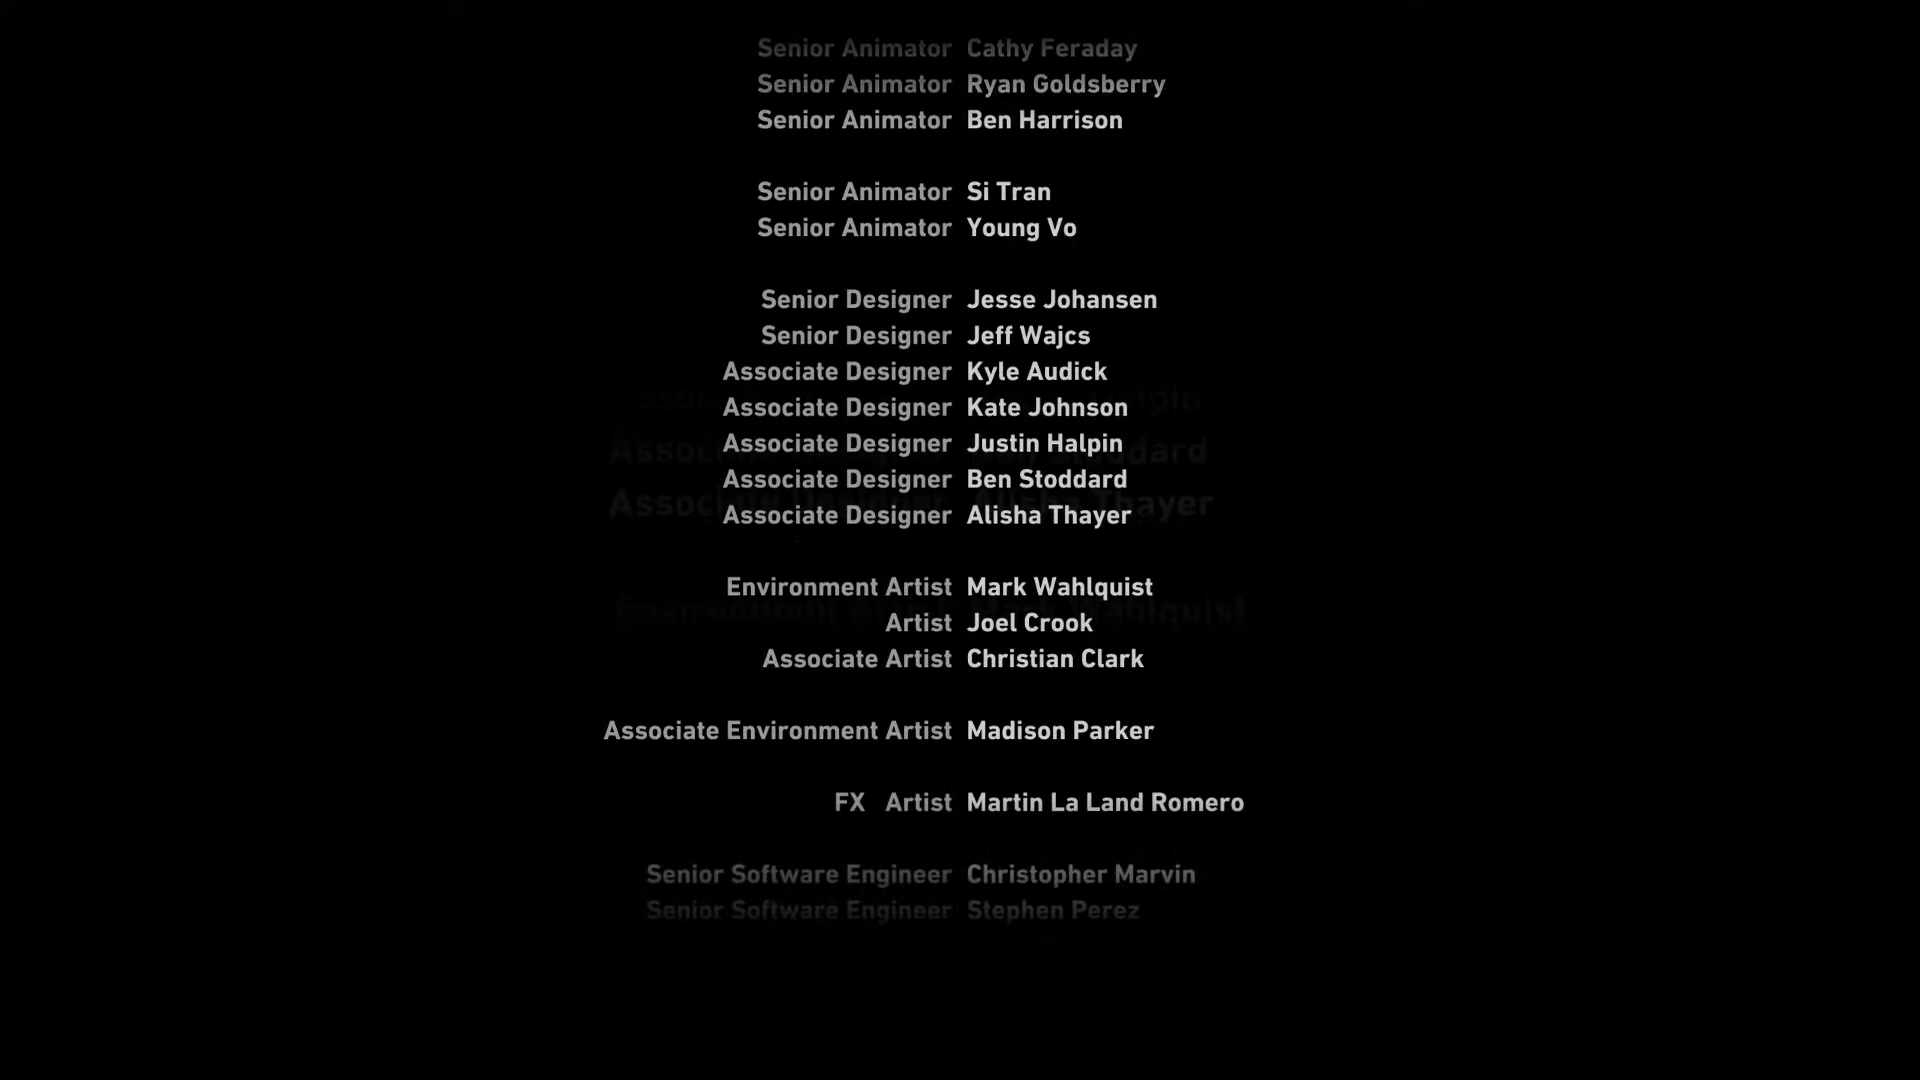 Senior Animator Cathy Feraday
Senior Animator Ryan Goldsberry
Senior Animator Ben Harrison
Senior Animator Si Tran
Senior Animator Young Vo
Senior Designer Jesse Johansen
Senior Designer Jeff Wajcs
Associate Designer Kyle Audick
Associate Designer Kate Johnson
Associate Designer Justin Halpin
Associate Designer Ben Stoddard
Associate Designer Alisha Thayer
Environment Artist Mark Wahlquist
Artist Joel Crook
Associate Artist Christian Clark
Associate Environment Artist Madison Parker
FX Artist Martin La Land Romero
Senior Software Engineer Christopher Marvin
Senior Software Engineer Stephen Perez